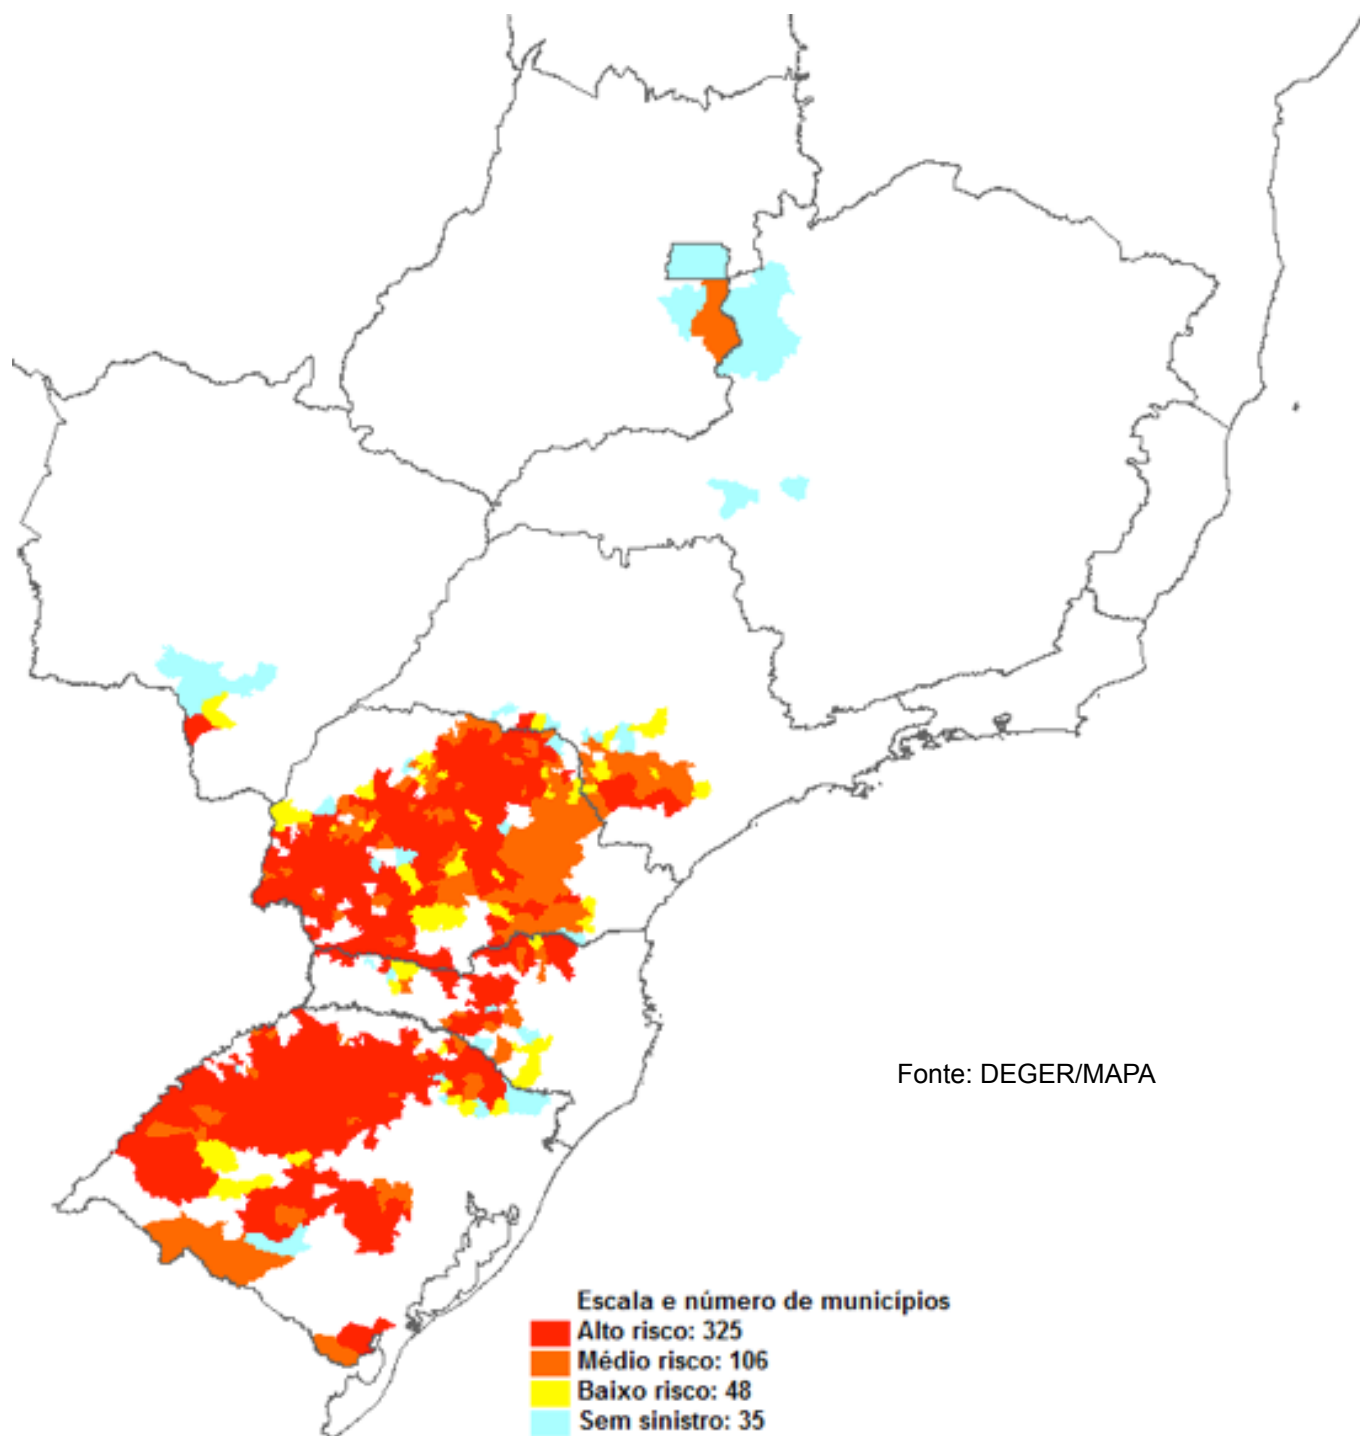 Fonte: DEGER/MAPA
Escala e número de municípios
Alto risco: 325
Médio risco: 106
Baixo risco: 48
Sem sinistro: 35